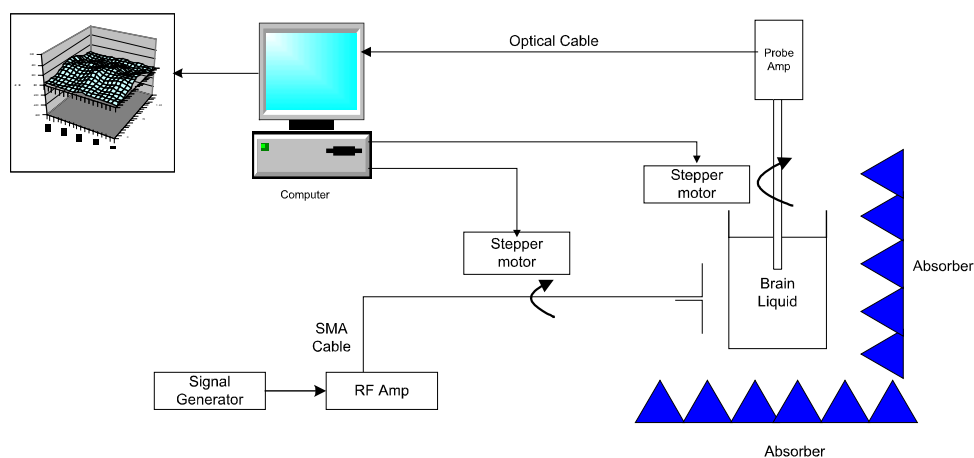 Optical Cable
Probe
Amp
Computer
Stepper
motor
Stepper
motor
Brain
Liquid
Absorber
SMA
Cable
Signal
Generator
RF Amp
Absorber